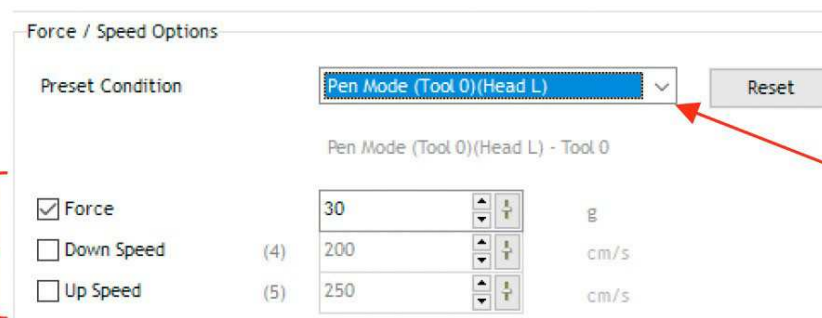 Force / Speed Options
Preset Condition Pen Mode (Tool 0)(Head L) Reset
Pen Mode (Tool 0)(Head L) - Tool 0
Force 30 g
Down Speed (4) 200 cm/s
Up Speed (5) 250 cm/s